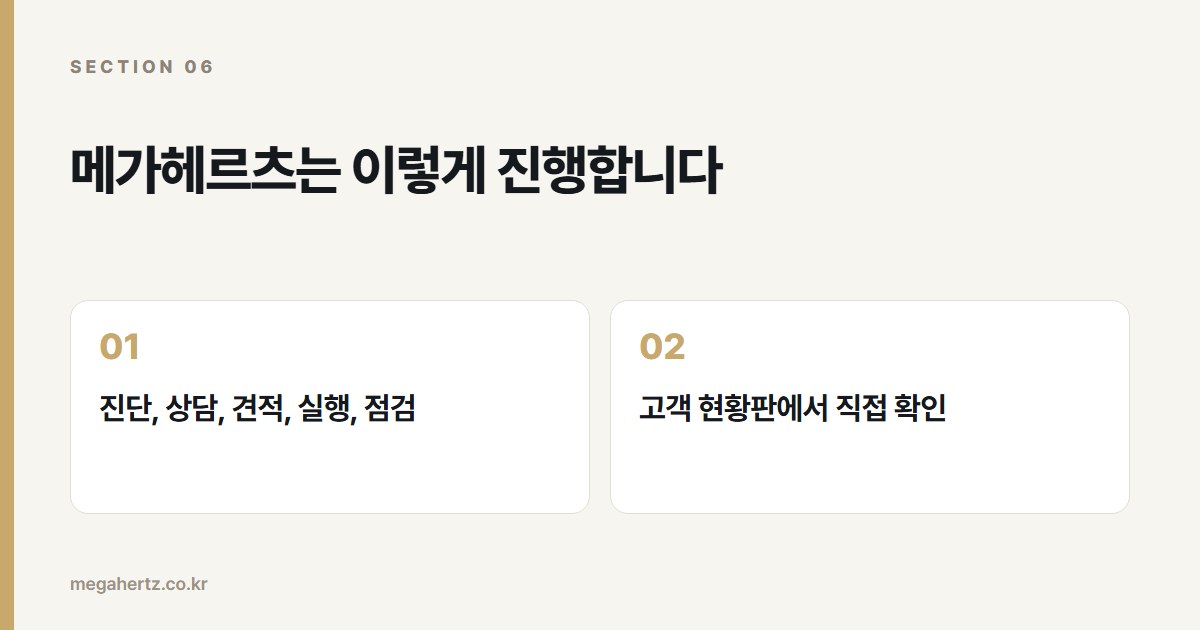 SECTION 06
메가헤르츠는 이렇게 진행합니다
01
진단, 상담, 견적, 실행, 점검
02
고객 현황판에서 직접 확인
megahertz.co.kr